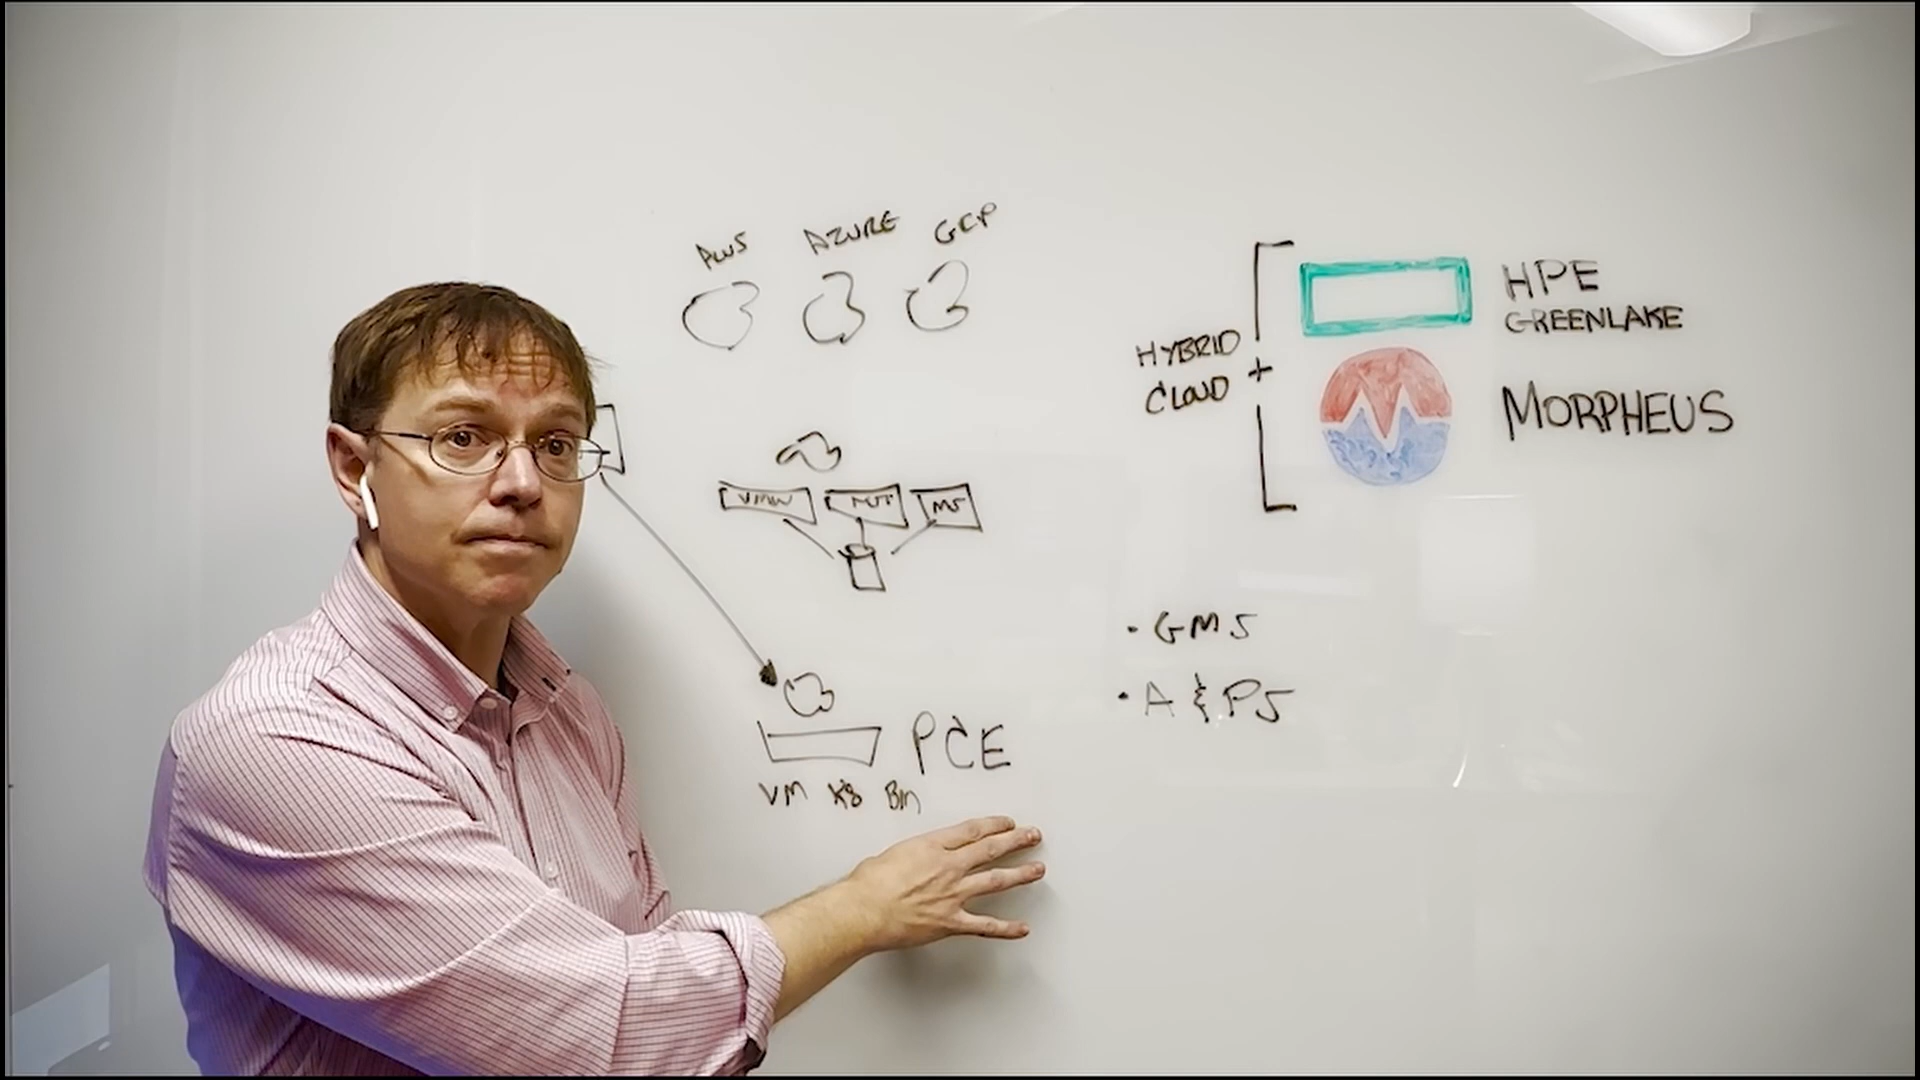 AWS AZURE GCP
HYBRID
CLOUD
+
HPE
GREENLAKE
MORPHEUS
VMW NUT MS
• GMS
• A & PS
PCE
VM K8 BM